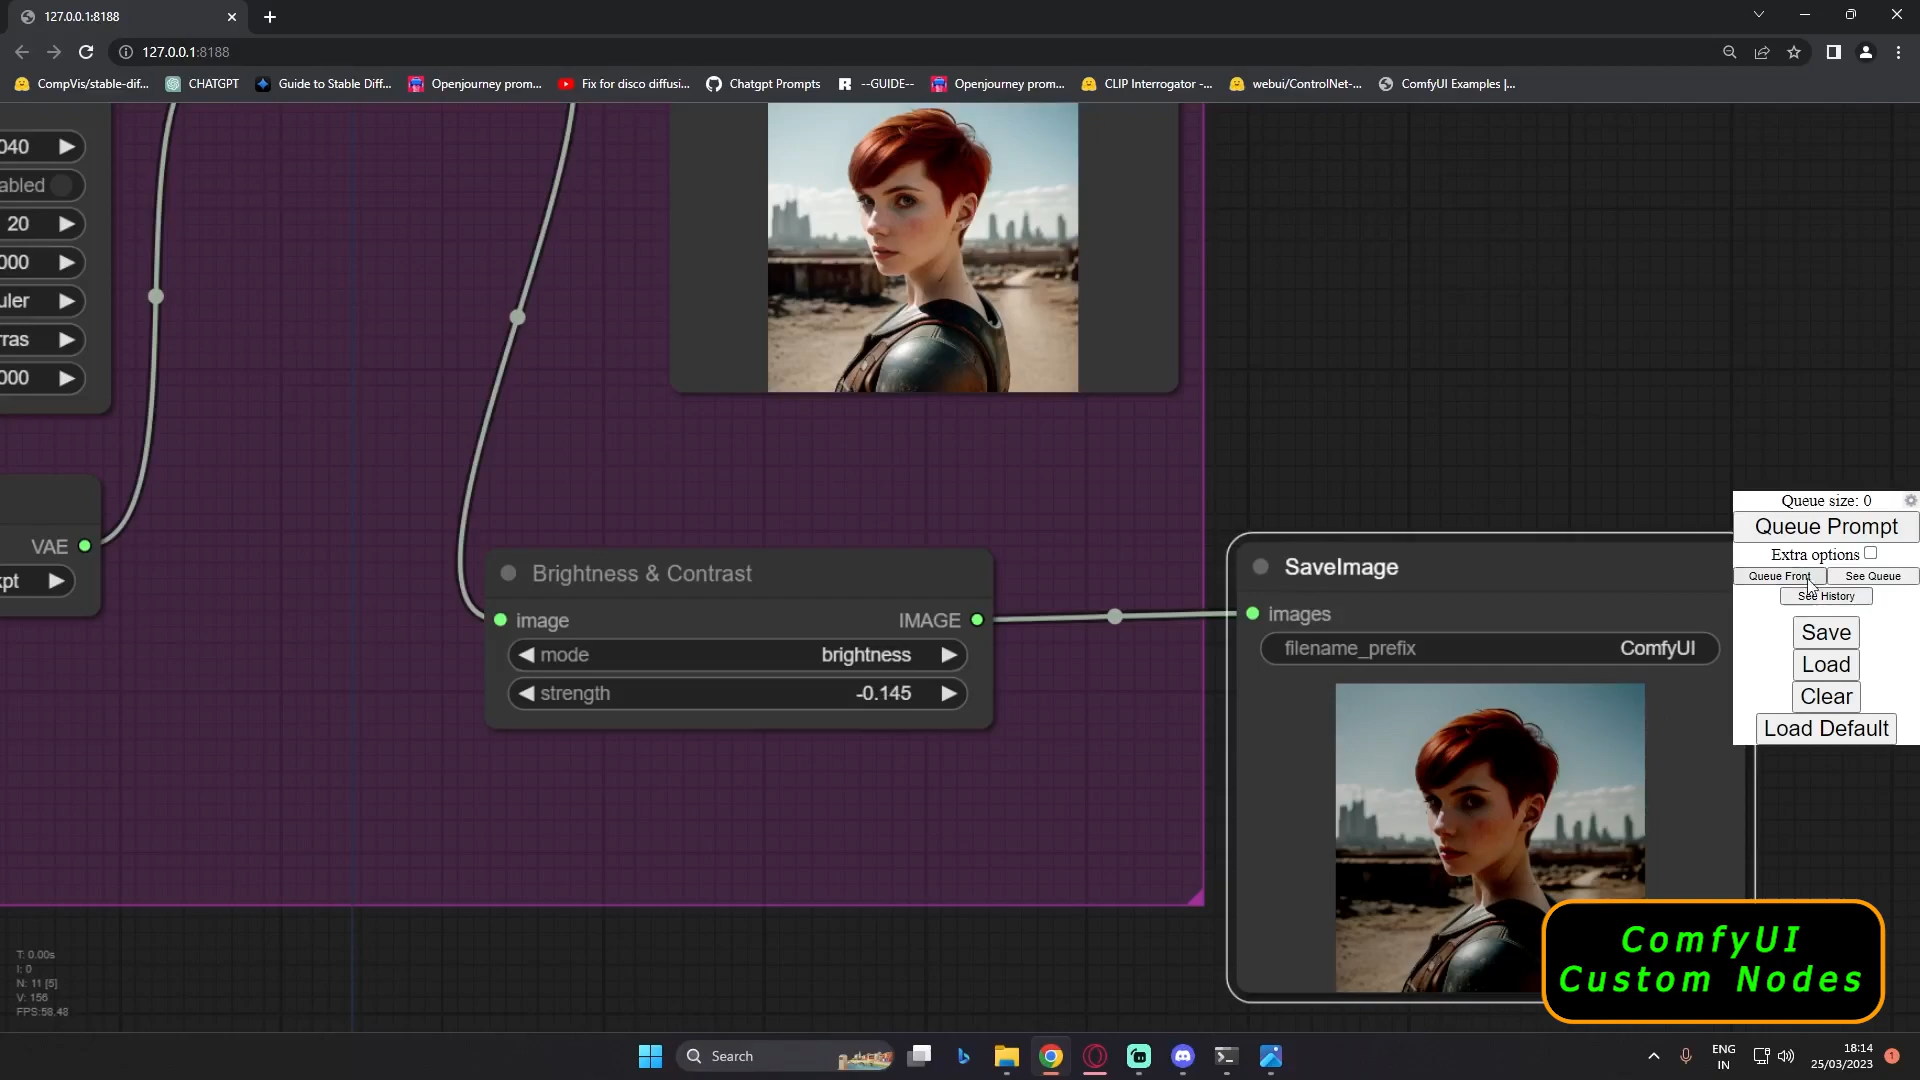 127.0.0.1:8188
127.0.0.1:8188
CompVis/stable-dif...
CHATGPT
Guide to Stable Diff...
Openjourney prom...
Fix for disco diffusi...
Chatgpt Prompts
--GUIDE--
Openjourney prom...
CLIP Interrogator -...
webui/ControlNet-...
ComfyUI Examples |...
040
abled
20
000
uler
rras
000
VAE
kpt
Brightness & Contrast
image IMAGE
mode brightness
strength -0.145
SaveImage
images
filename_prefix ComfyUI
Queue size: 0
Queue Prompt
Extra options
Queue Front See Queue
See History
Save
Load
Clear
Load Default
ComfyUI
Custom Nodes
T: 0.00s
I: 0
N: 11 [5]
V: 156
FPS:58.48
Search
ENG
IN
18:14
25/03/2023
1